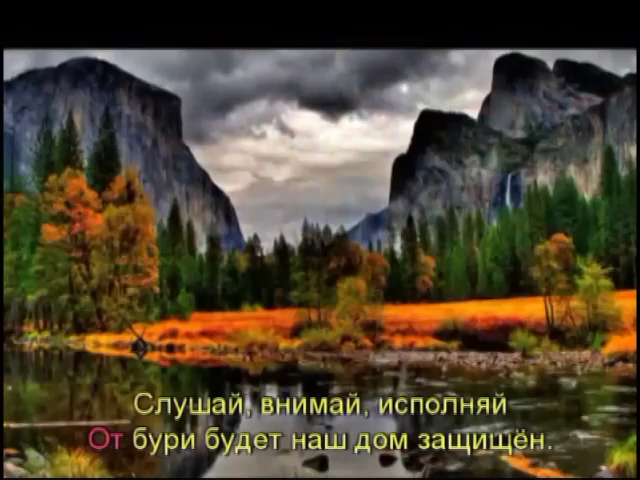 Слушай, внимай, исполняй
От бури будет наш дом защищён.